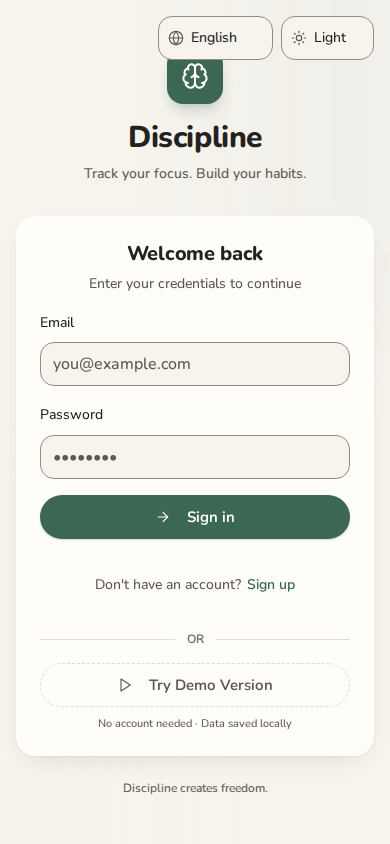 English
Light
Discipline
Track your focus. Build your habits.
Welcome back
Enter your credentials to continue
Email
you@example.com
Password
••••••••
Sign in
Don't have an account? Sign up
OR
Try Demo Version
No account needed · Data saved locally
Discipline creates freedom.